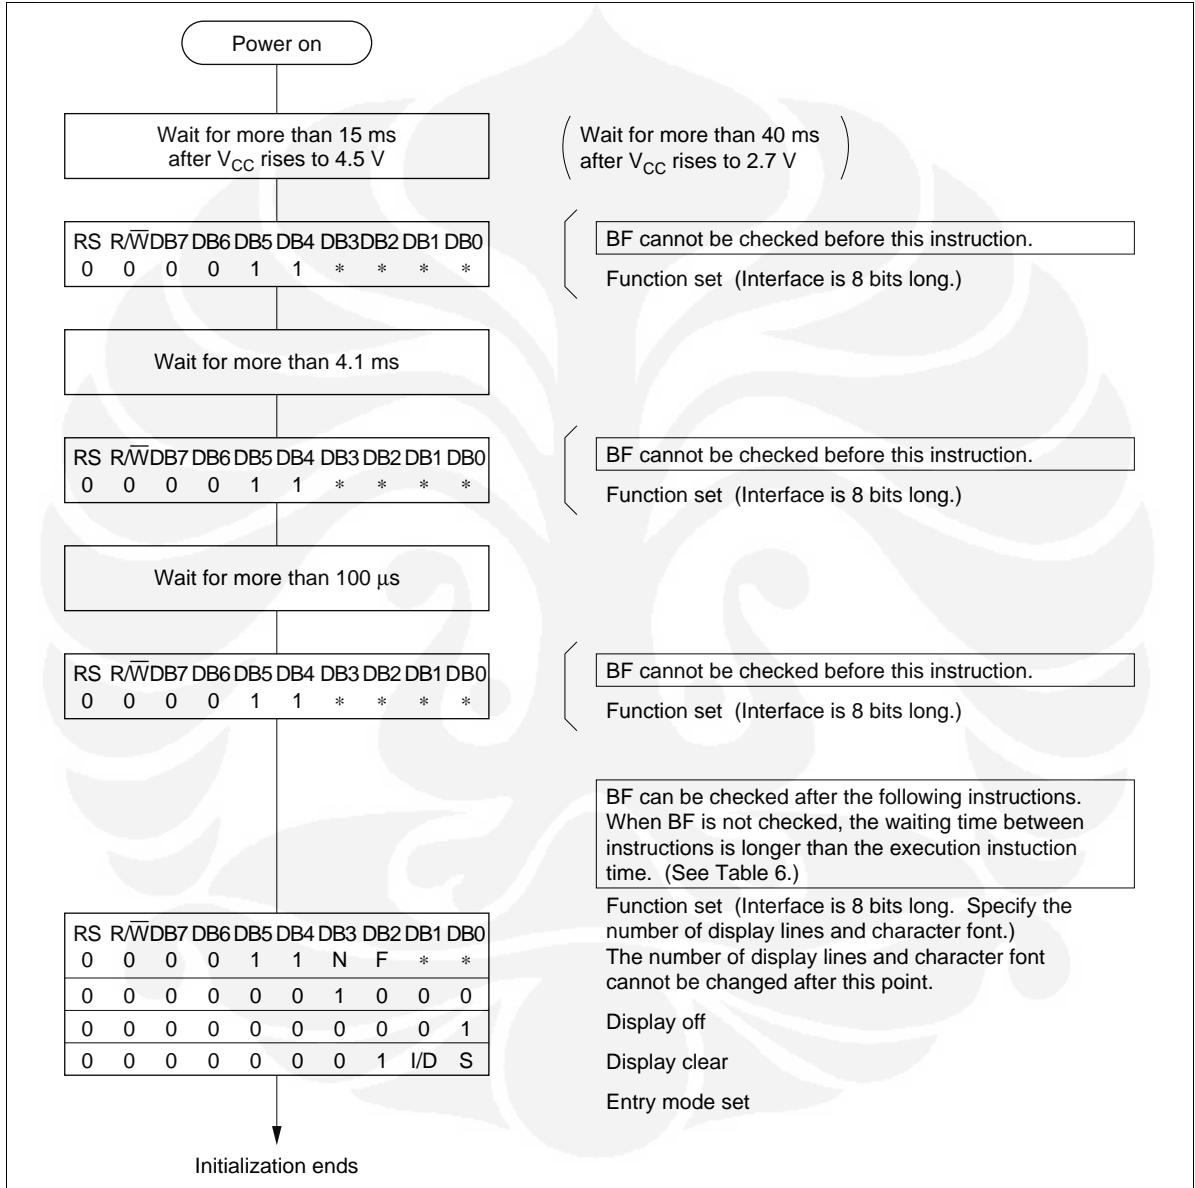 Power on
Wait for more than 15 ms
after VCC rises to 4.5 V
Wait for more than 40 ms
after VCC rises to 2.7 V
RS R/W̅ DB7 DB6 DB5 DB4 DB3 DB2 DB1 DB0
0 0 0 0 1 1 * * * *
BF cannot be checked before this instruction.
Function set (Interface is 8 bits long.)
Wait for more than 4.1 ms
RS R/W̅ DB7 DB6 DB5 DB4 DB3 DB2 DB1 DB0
0 0 0 0 1 1 * * * *
BF cannot be checked before this instruction.
Function set (Interface is 8 bits long.)
Wait for more than 100 µs
RS R/W̅ DB7 DB6 DB5 DB4 DB3 DB2 DB1 DB0
0 0 0 0 1 1 * * * *
BF cannot be checked before this instruction.
Function set (Interface is 8 bits long.)
BF can be checked after the following instructions.
When BF is not checked, the waiting time between
instructions is longer than the execution instuction
time. (See Table 6.)
RS R/W̅ DB7 DB6 DB5 DB4 DB3 DB2 DB1 DB0
0 0 0 0 1 1 N F * *
0 0 0 0 0 0 1 0 0 0
0 0 0 0 0 0 0 0 0 1
0 0 0 0 0 0 0 1 I/D S
Function set (Interface is 8 bits long. Specify the
number of display lines and character font.)
The number of display lines and character font
cannot be changed after this point.
Display off
Display clear
Entry mode set
Initialization ends